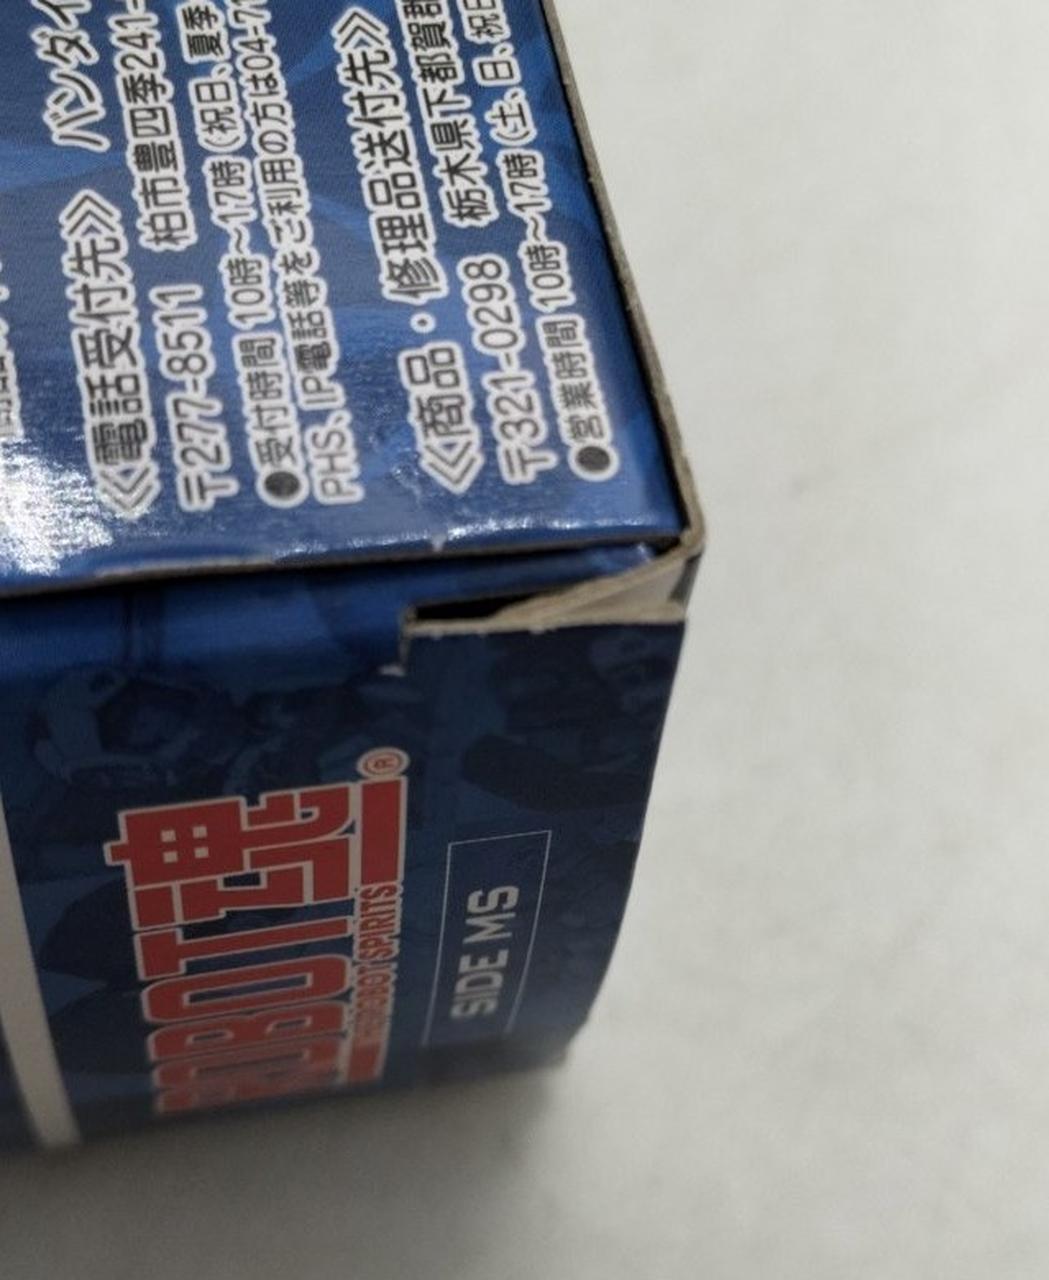 バンダイ
《電話受付先》
〒277-8511 柏市豊四季241-
●受付時間 10時〜17時 (祝日、夏季
PHS、IP電話等をご利用の方は04-71
《商品・修理品送付先》
〒321-0298 栃木県下都賀郡
●営業時間 10時〜17時 (土、日、祝日
ROBOT魂®
ROBOT SPIRITS
SIDE MS